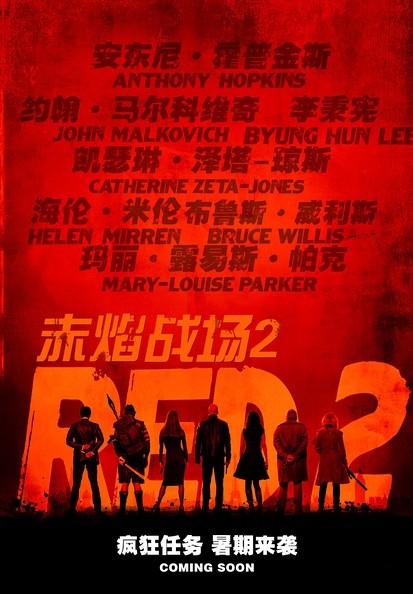 安东尼·霍普金斯
ANTHONY HOPKINS
约翰·马尔科维奇 李秉宪
JOHN MALKOVICH BYUNG HUN LEE
凯瑟琳·泽塔-琼斯
CATHERINE ZETA-JONES
海伦·米伦 布鲁斯·威利斯
HELEN MIRREN BRUCE WILLIS
玛丽·露易斯·帕克
MARY-LOUISE PARKER
赤焰战场2
RED 2
疯狂任务 暑期来袭
COMING SOON